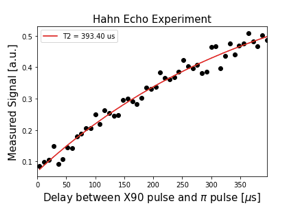 Hahn Echo Experiment
T2 = 393.40 us
Measured Signal [a.u.]
0.5
0.4
0.3
0.2
0.1
0 50 100 150 200 250 300 350
Delay between X90 pulse and π pulse [μs]